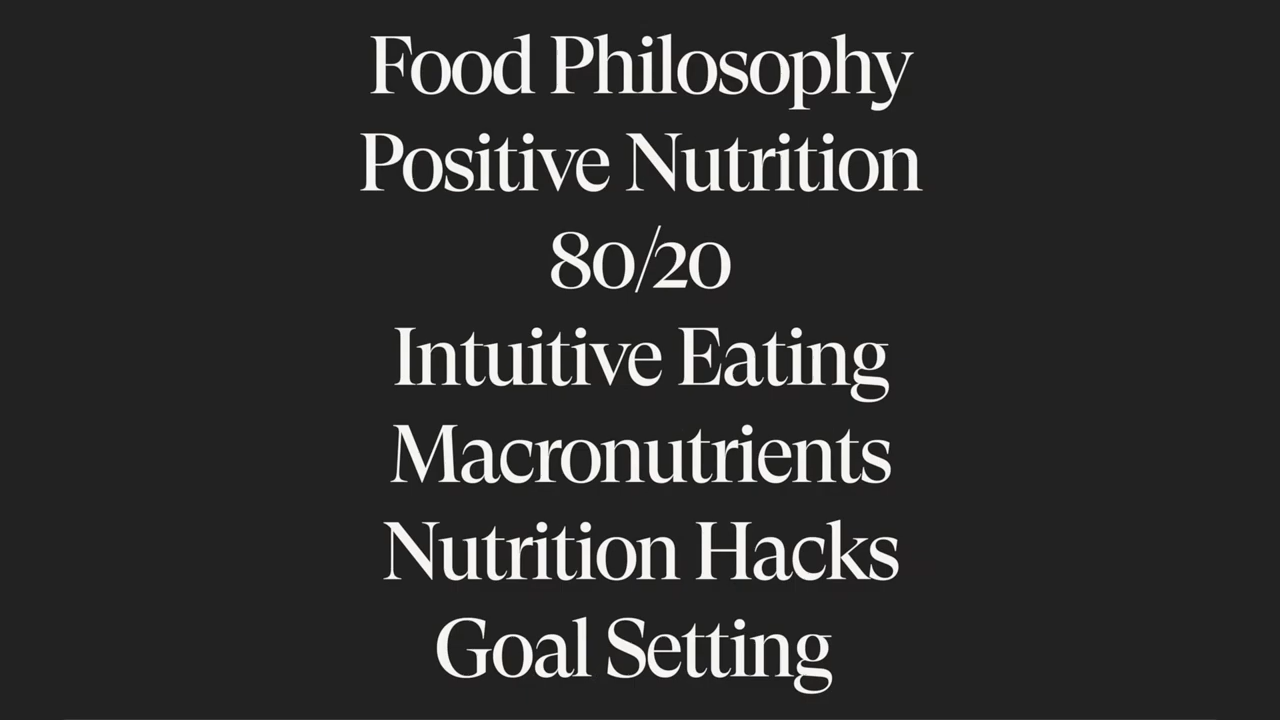 Food Philosophy
Positive Nutrition
80/20
Intuitive Eating
Macronutrients
Nutrition Hacks
Goal Setting